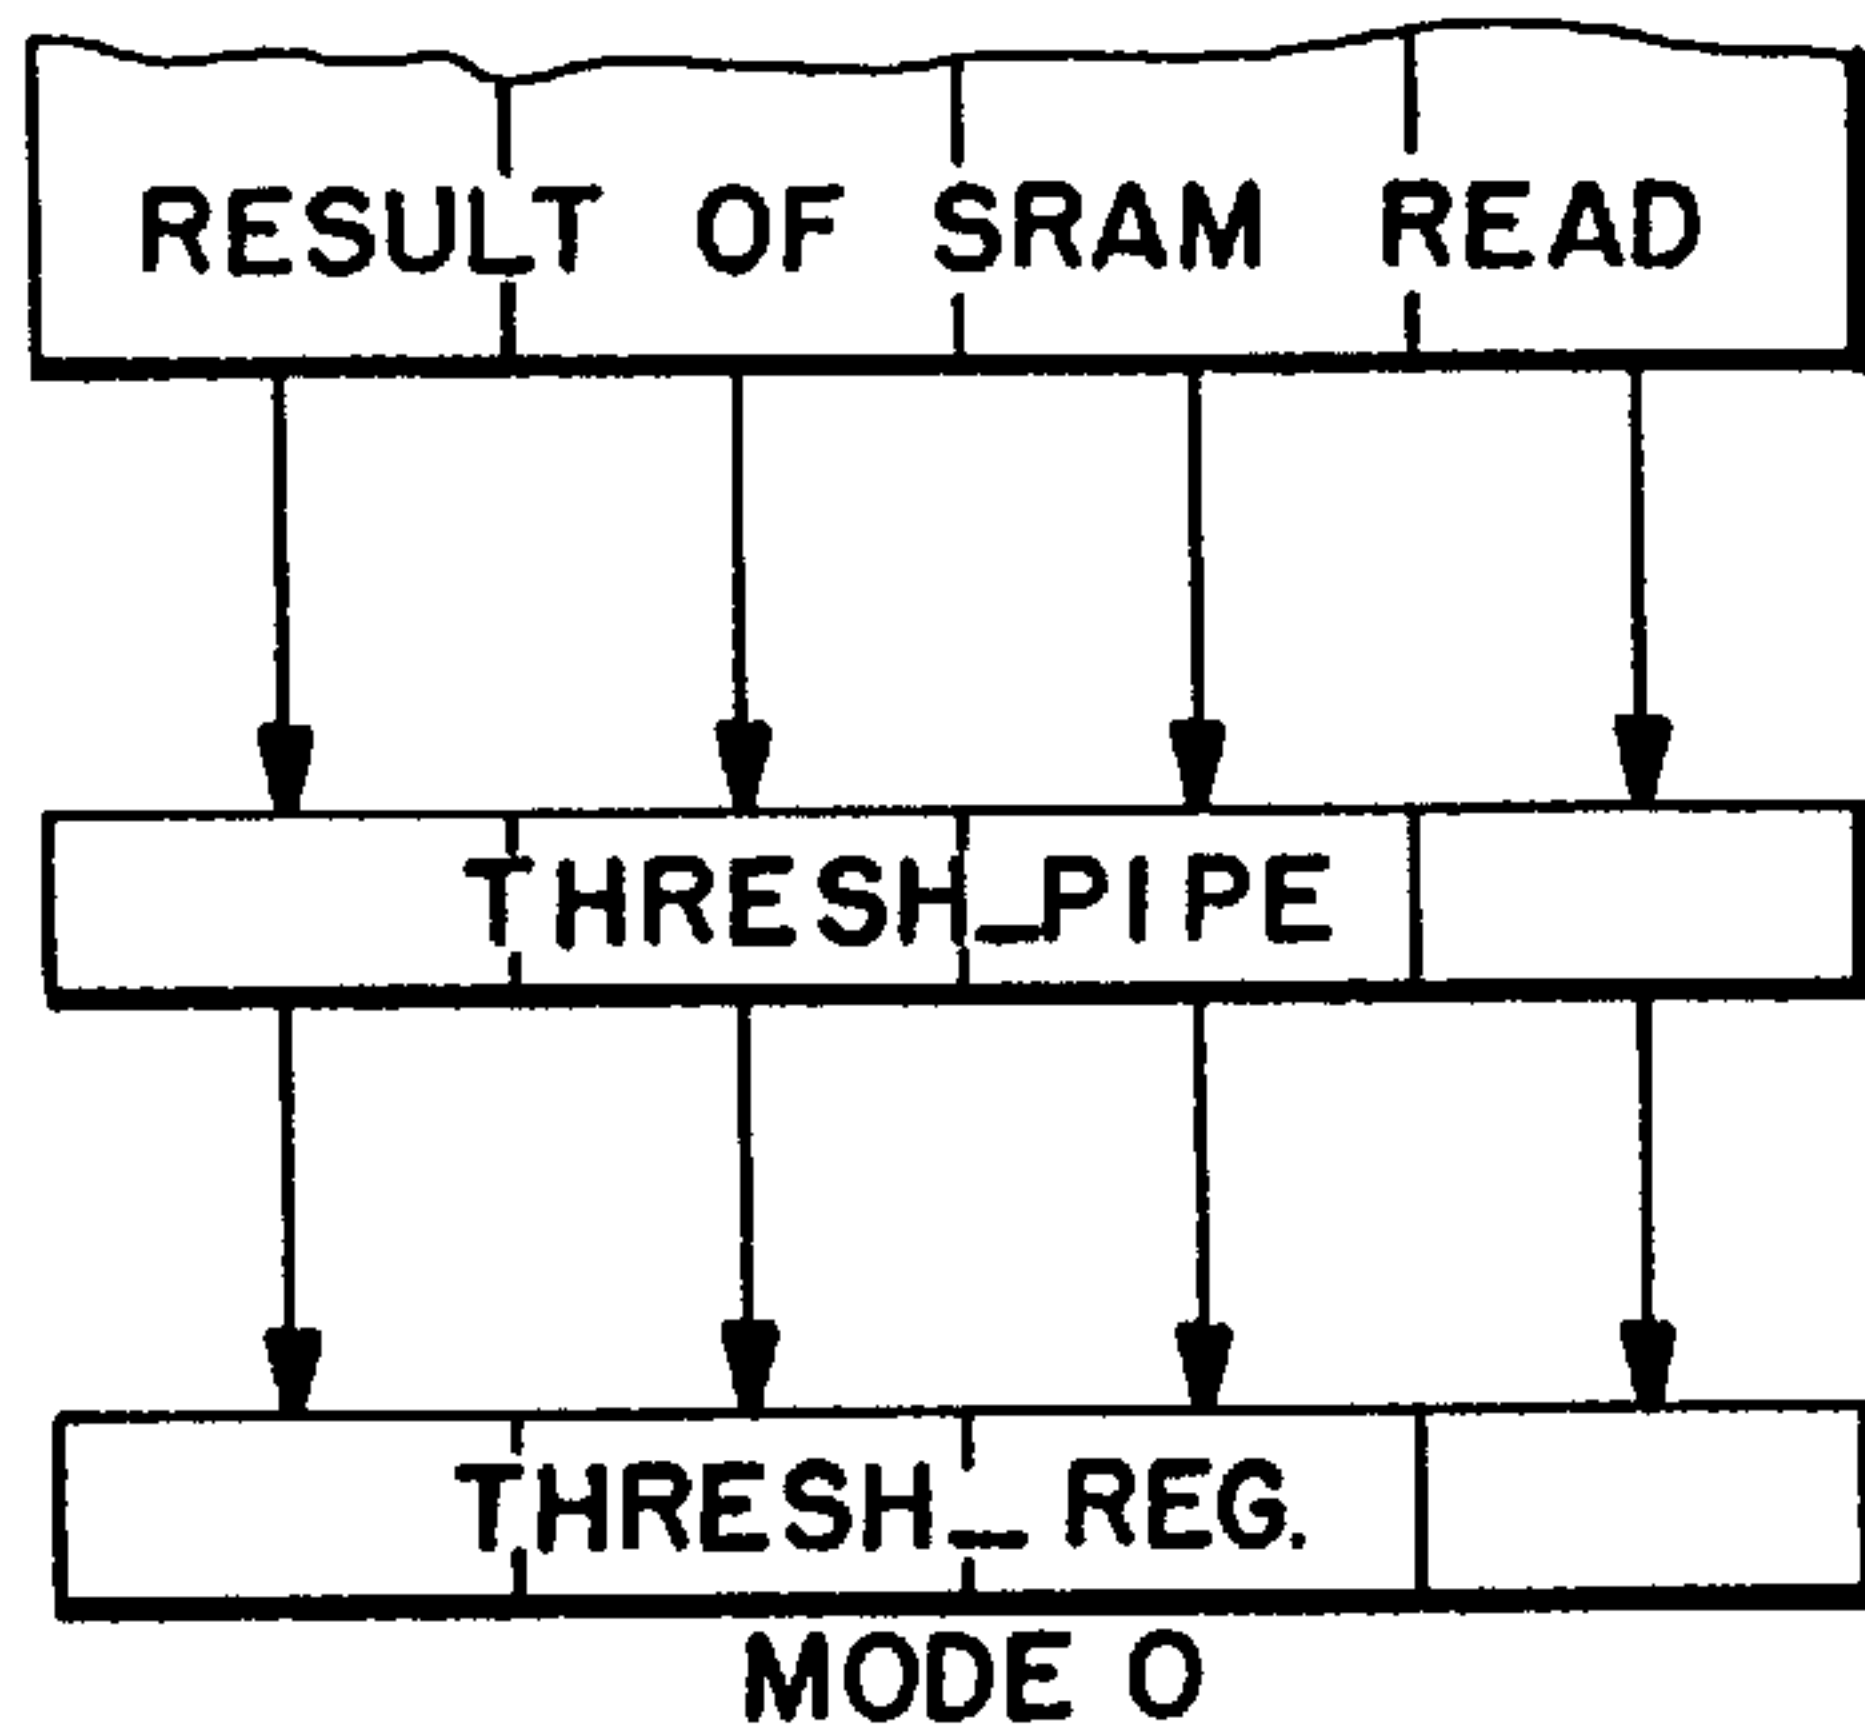 RESULT OF SRAM READ
THRESH_PIPE
THRESH_REG.
MODE 0